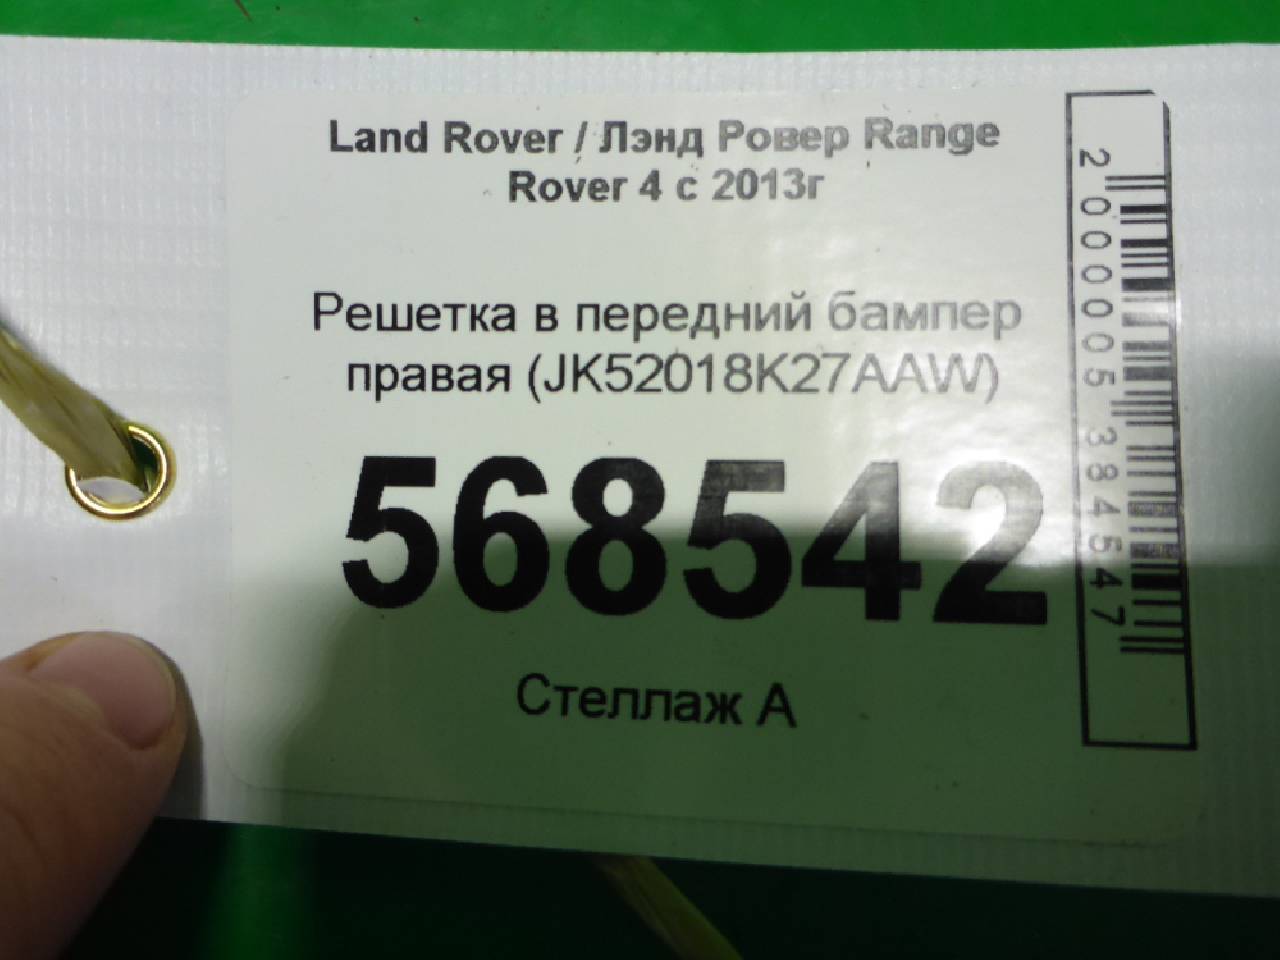 Land Rover / Лэнд Ровер Range
Rover 4 с 2013г
Решетка в передний бампер
правая (JK52018K27AAW)
568542
Стеллаж А
2000005384547